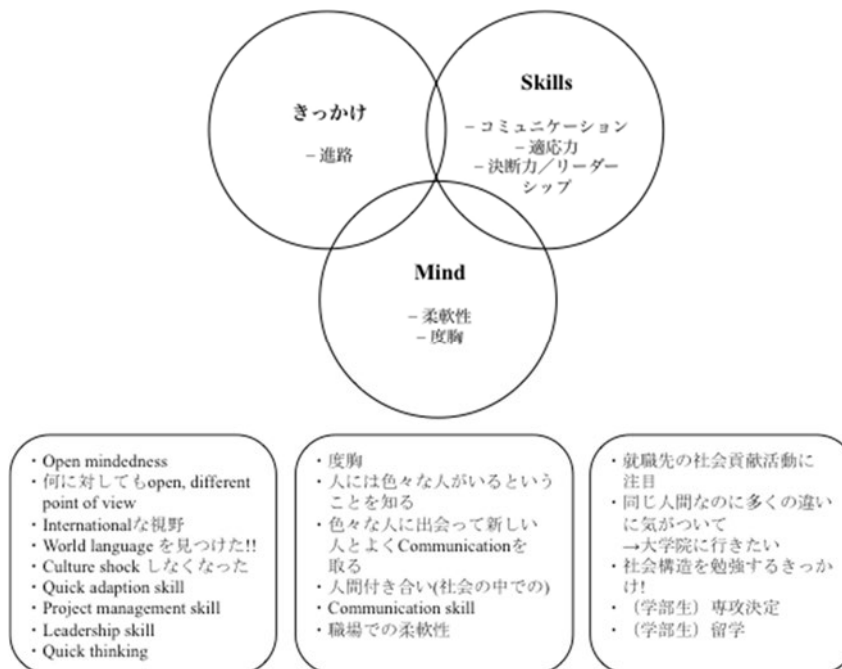 きっかけ
– 進路
Skills
– コミュニケーション
– 適応力
– 決断力／リーダー
シップ
Mind
– 柔軟性
– 度胸
・Open mindedness
・何に対してもopen, different
point of view
・Internationalな視野
・World language を見つけた!!
・Culture shock しなくなった
・Quick adaption skill
・Project management skill
・Leadership skill
・Quick thinking
・度胸
・人には色々な人がいるという
ことを知る
・色々な人に出会って新しい
人とよくCommunicationを
取る
・人間付き合い(社会の中での)
・Communication skill
・職場での柔軟性
・就職先の社会貢献活動に
注目
・同じ人間なのに多くの違い
に気がついて
→大学院に行きたい
・社会構造を勉強するきっか
け!
・（学部生）専攻決定
・（学部生）留学